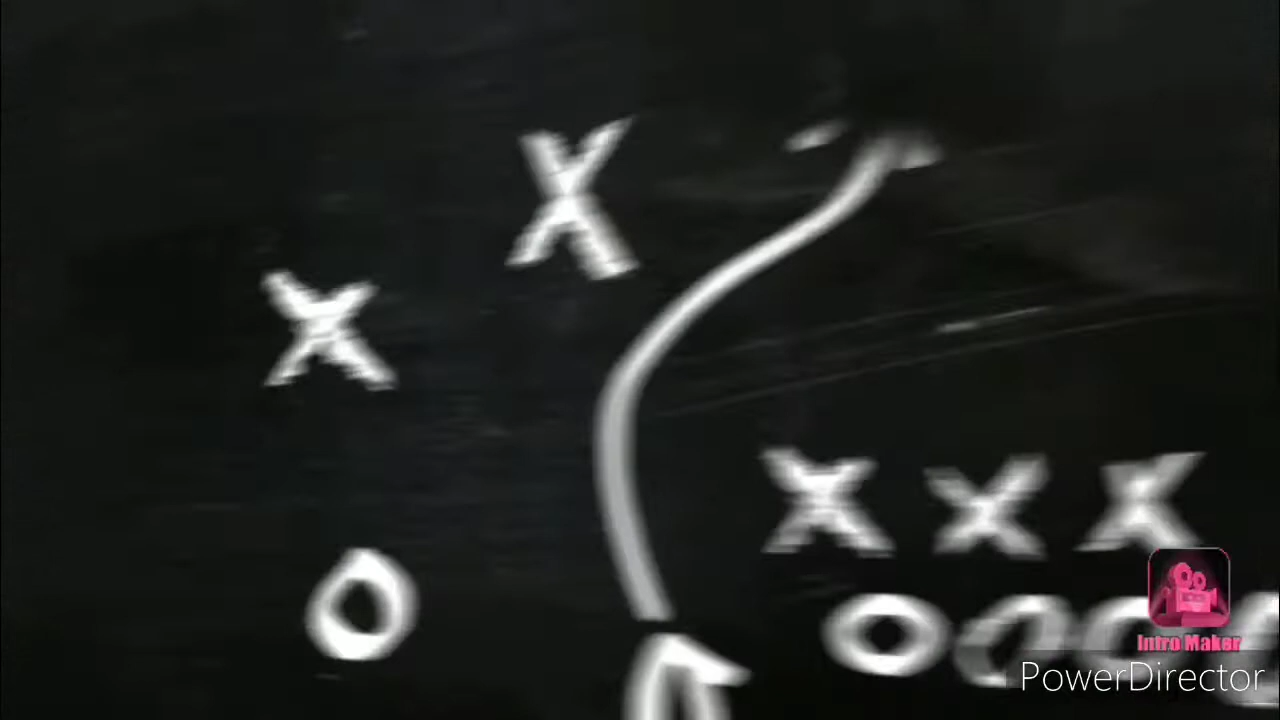 X
X
X X X
O O O O
Intro Maker
PowerDirector